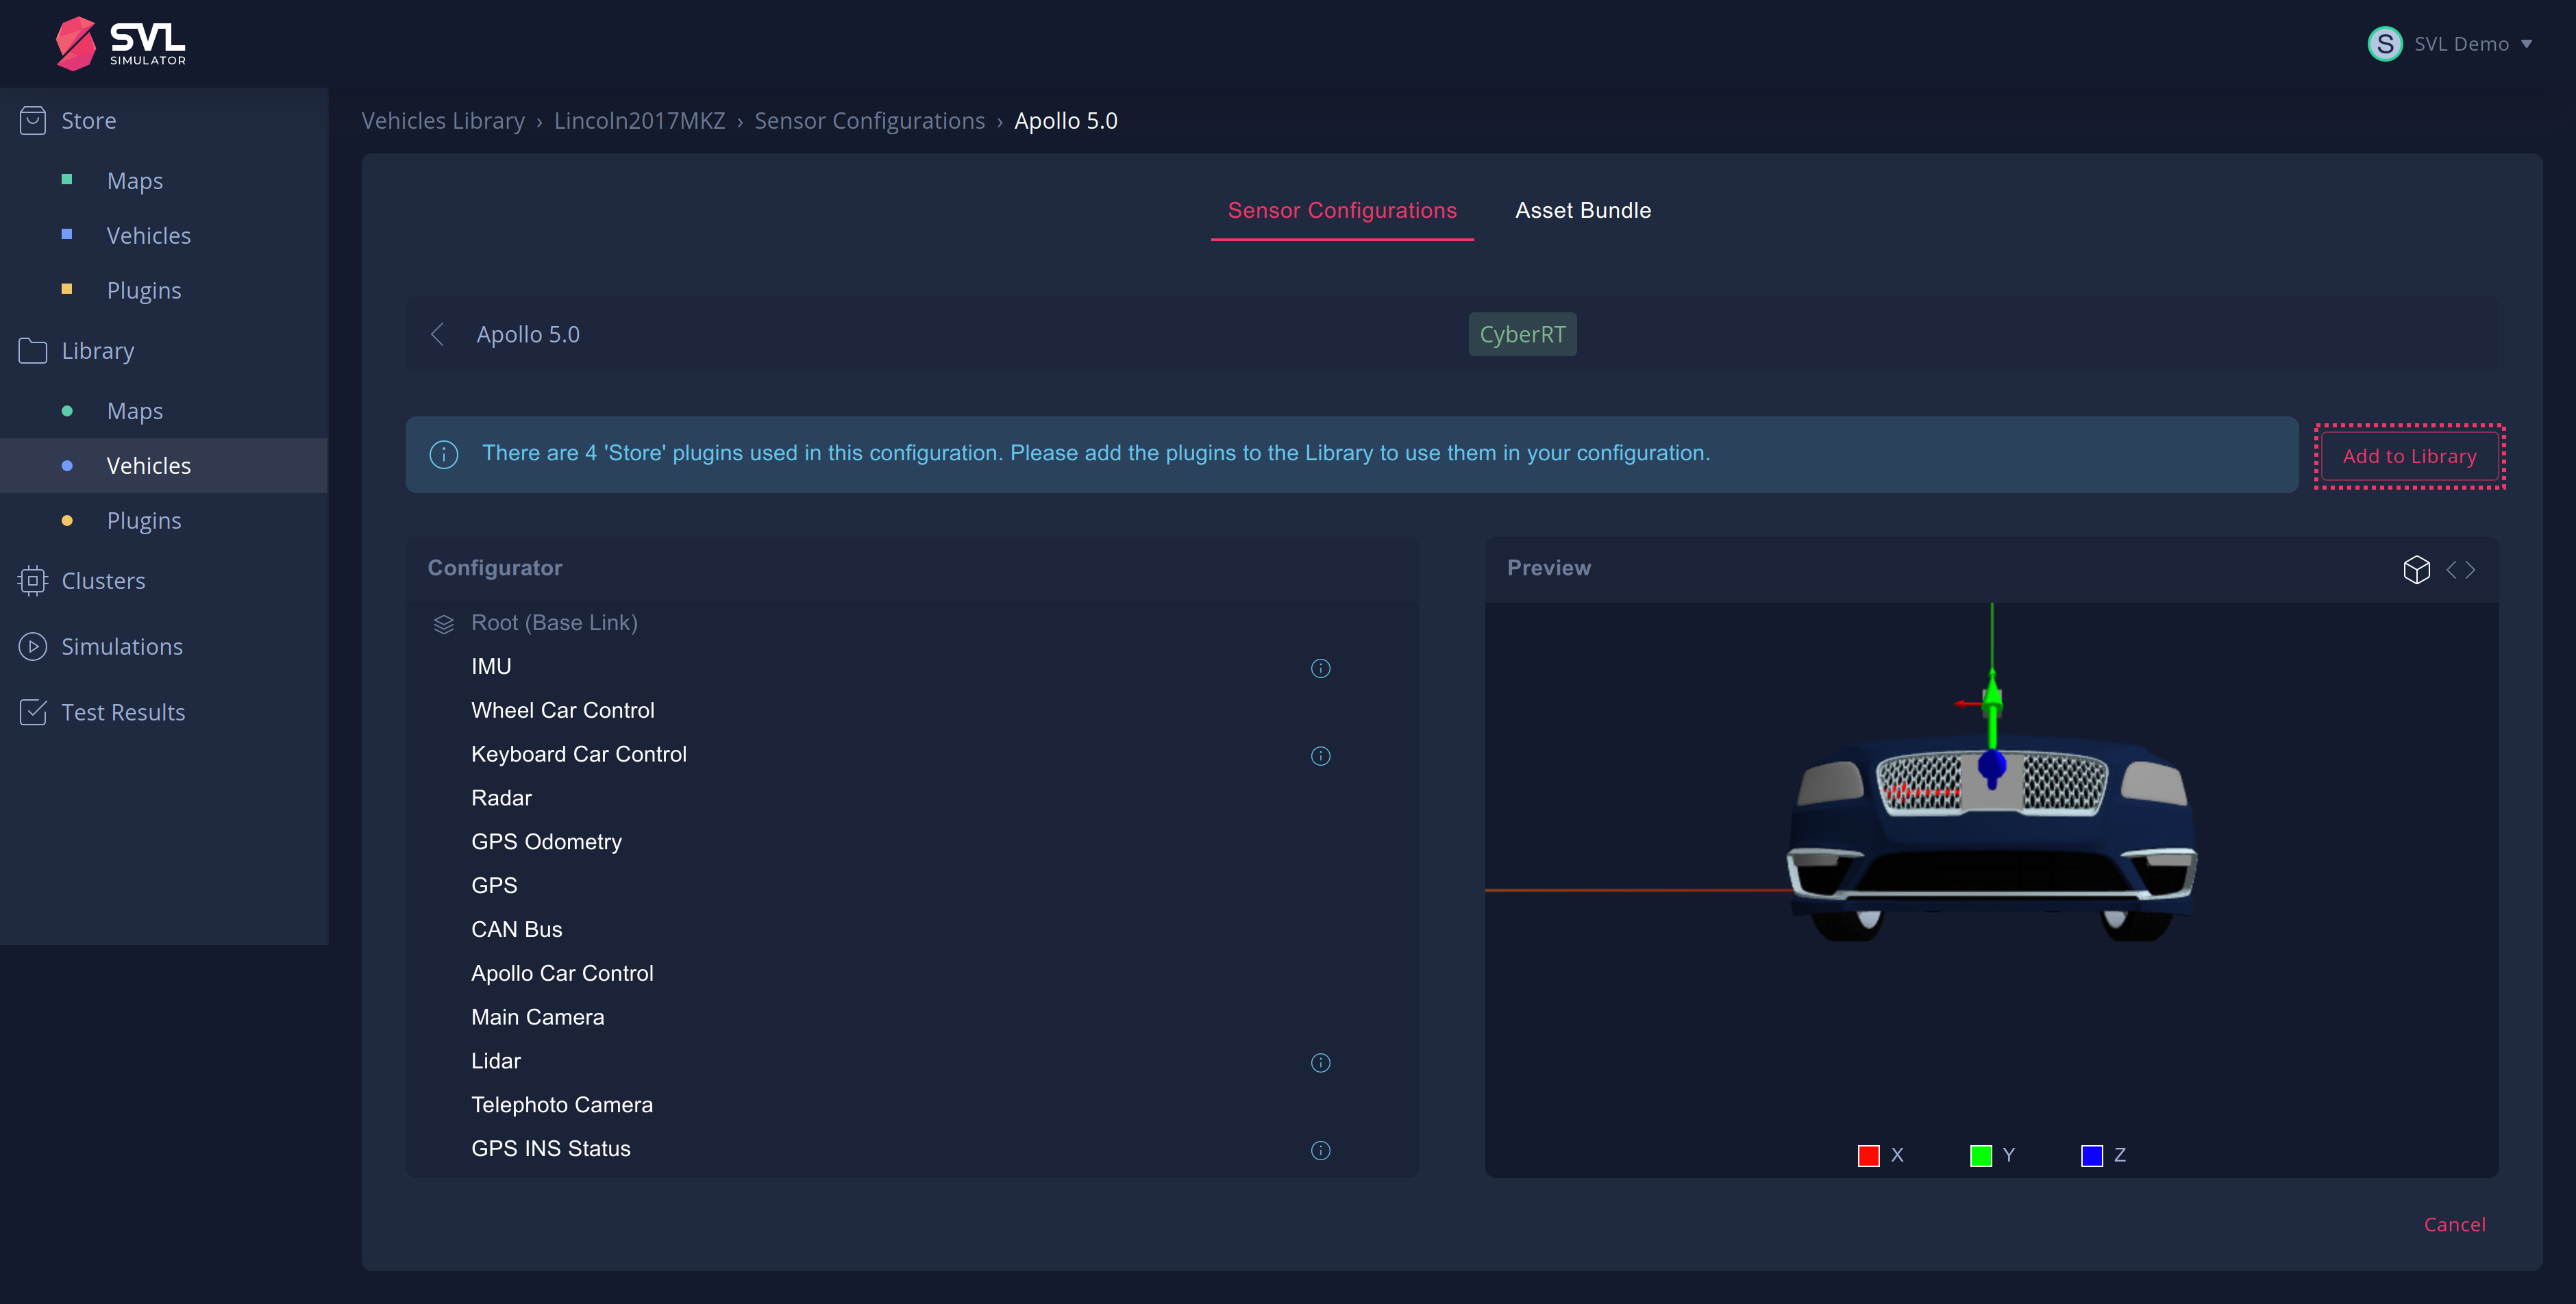 SVL
SIMULATOR
S SVL Demo
Store
Maps
Vehicles
Plugins
Library
Maps
Vehicles
Plugins
Clusters
Simulations
Test Results
Vehicles Library › Lincoln2017MKZ › Sensor Configurations › Apollo 5.0
Sensor Configurations
Asset Bundle
Apollo 5.0
CyberRT
There are 4 'Store' plugins used in this configuration. Please add the plugins to the Library to use them in your configuration.
Add to Library
Configurator
Root (Base Link)
IMU
Wheel Car Control
Keyboard Car Control
Radar
GPS Odometry
GPS
CAN Bus
Apollo Car Control
Main Camera
Lidar
Telephoto Camera
GPS INS Status
Preview
X Y Z
Cancel